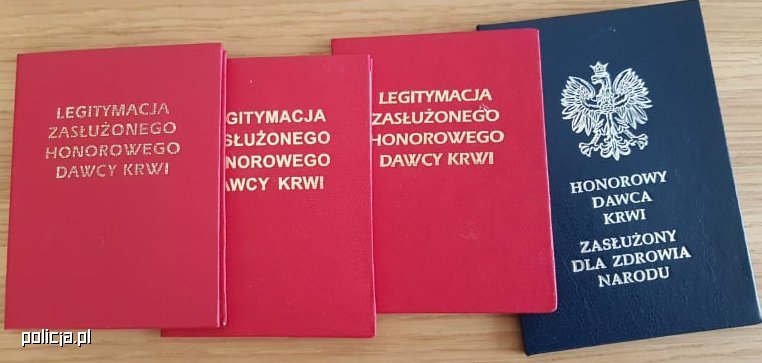 LEGITYMACJA
ZASŁUŻONEGO
HONOROWEGO
DAWCY KRWI
GITYMACJA
SŁUŻONEGO
NOROWEGO
AWCY KRWI
LEGITYMACJA
ZASŁUŻONEGO
HONOROWEGO
DAWCY KRWI
HONOROWY
DAWCA
KRWI
ZASŁUŻONY
DLA ZDROWIA
NARODU
policja.pl